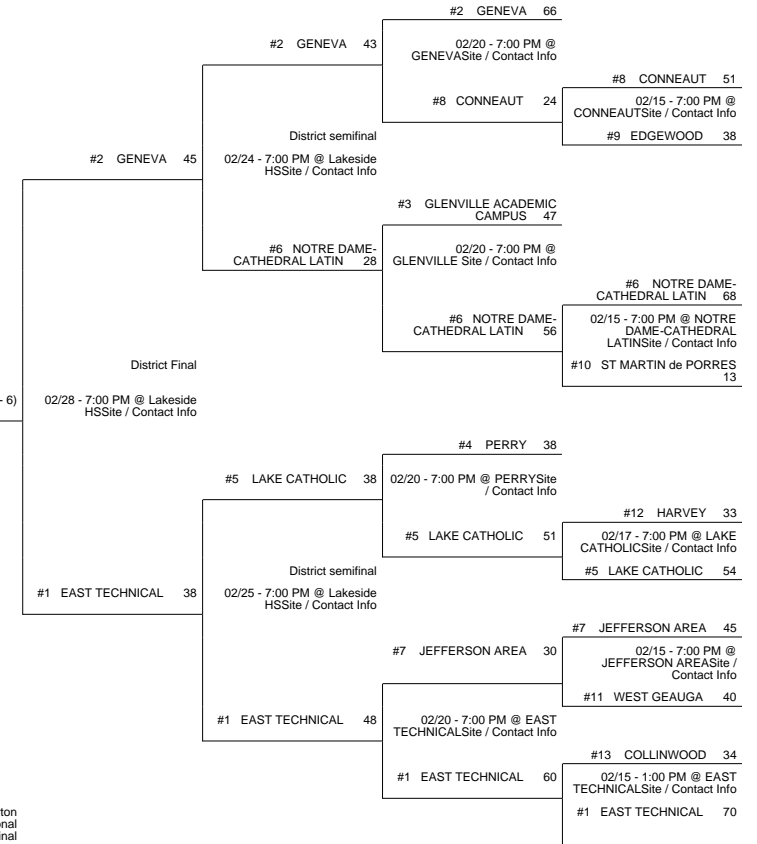 #2 GENEVA 66
#2 GENEVA 43
02/20 - 7:00 PM @
GENEVASite / Contact Info
#8 CONNEAUT 51
#8 CONNEAUT 24
02/15 - 7:00 PM @
CONNEAUTSite / Contact Info
District semifinal
#9 EDGEWOOD 38
#2 GENEVA 45
02/24 - 7:00 PM @ Lakeside
HSSite / Contact Info
#3 GLENVILLE ACADEMIC
CAMPUS 47
#6 NOTRE DAME-
CATHEDRAL LATIN 28
02/20 - 7:00 PM @
GLENVILLE Site / Contact Info
#6 NOTRE DAME-
CATHEDRAL LATIN 68
#6 NOTRE DAME-
CATHEDRAL LATIN 56
02/15 - 7:00 PM @ NOTRE
DAME-CATHEDRAL
LATINSite / Contact Info
District Final
#10 ST MARTIN de PORRES
13
- 6)
02/28 - 7:00 PM @ Lakeside
HSSite / Contact Info
#4 PERRY 38
#5 LAKE CATHOLIC 38
02/20 - 7:00 PM @ PERRYSite
/ Contact Info
#12 HARVEY 33
#5 LAKE CATHOLIC 51
02/17 - 7:00 PM @ LAKE
CATHOLICSite / Contact Info
District semifinal
#5 LAKE CATHOLIC 54
#1 EAST TECHNICAL 38
02/25 - 7:00 PM @ Lakeside
HSSite / Contact Info
#7 JEFFERSON AREA 45
#7 JEFFERSON AREA 30
02/15 - 7:00 PM @
JEFFERSON AREASite /
Contact Info
#11 WEST GEAUGA 40
#1 EAST TECHNICAL 48
02/20 - 7:00 PM @ EAST
TECHNICALSite / Contact Info
#13 COLLINWOOD 34
#1 EAST TECHNICAL 60
02/15 - 1:00 PM @ EAST
TECHNICALSite / Contact Info
#1 EAST TECHNICAL 70
ton
onal
inal